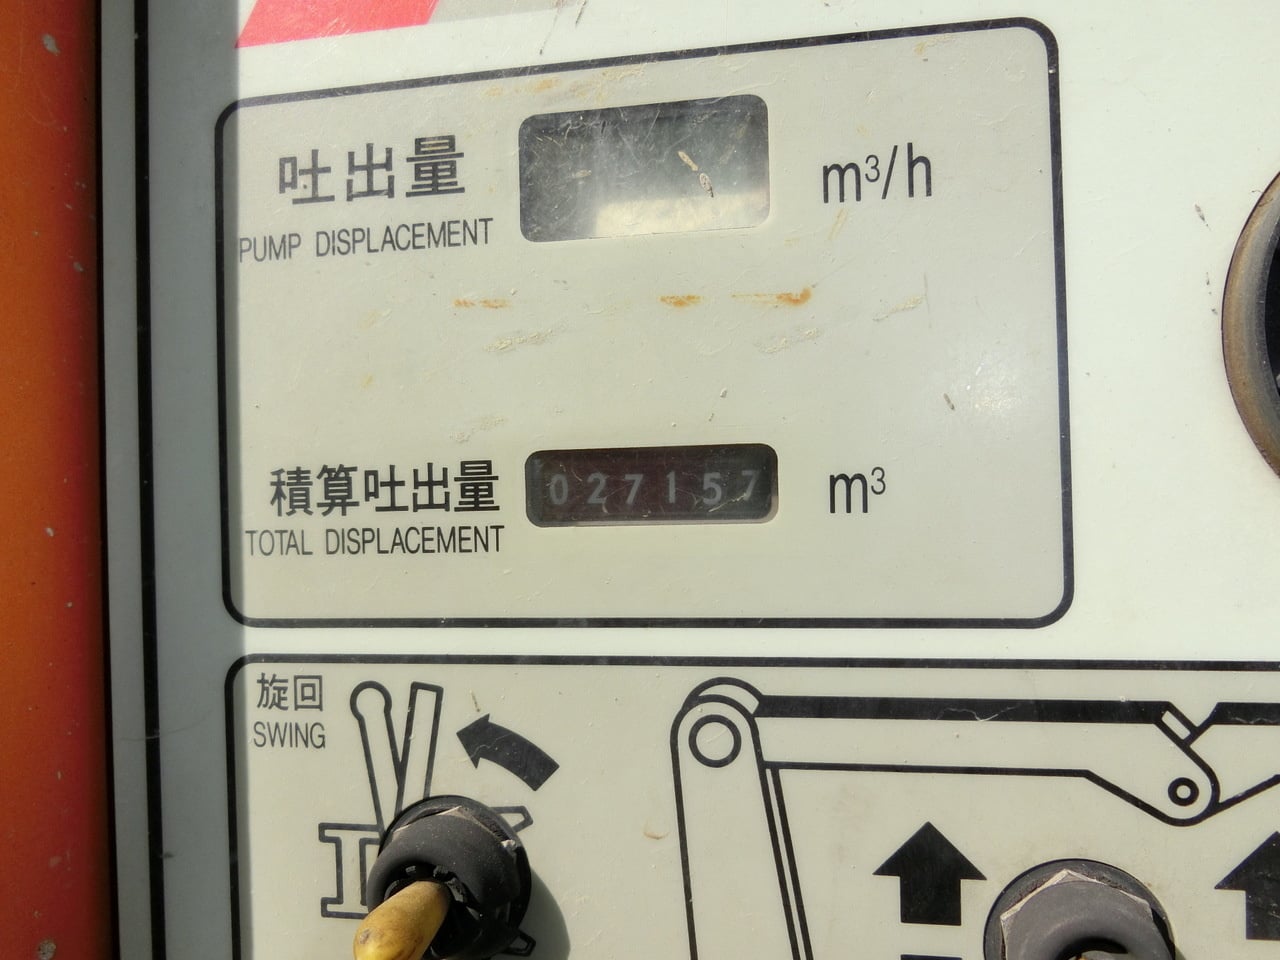 吐出量 m³/h
PUMP DISPLACEMENT
積算吐出量 027157 m³
TOTAL DISPLACEMENT
旋回
SWING